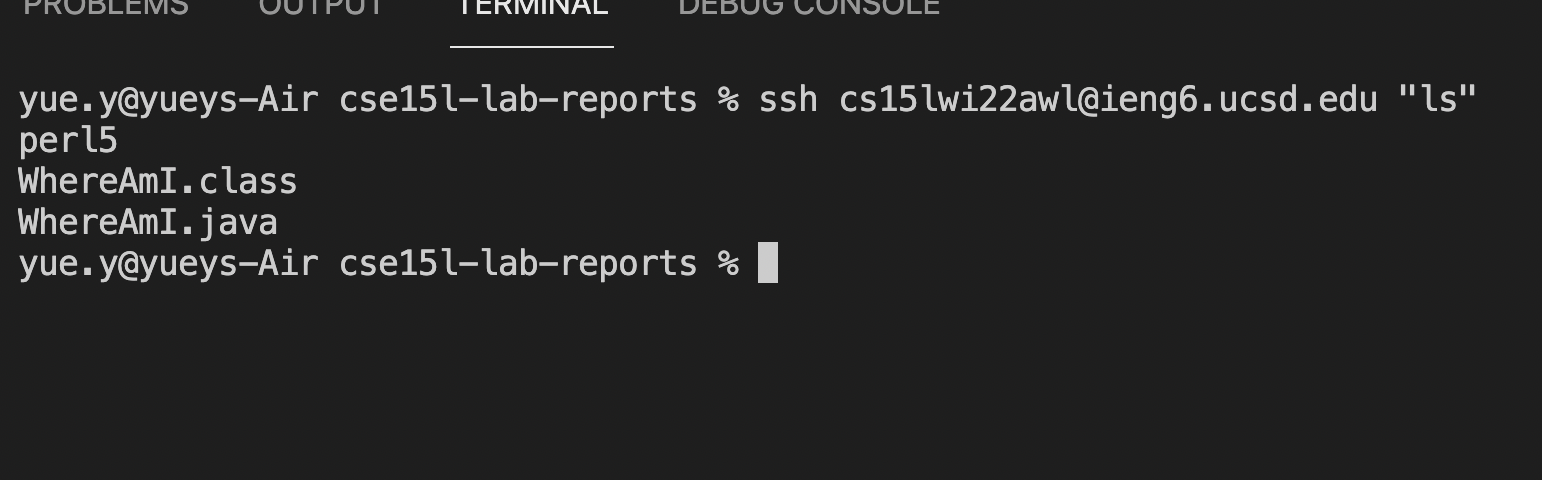 PROBLEMS OUTPUT TERMINAL DEBUG CONSOLE
yue.y@yueys-Air cse15l-lab-reports % ssh cs15lwi22awl@ieng6.ucsd.edu "ls"
perl5
WhereAmI.class
WhereAmI.java
yue.y@yueys-Air cse15l-lab-reports %